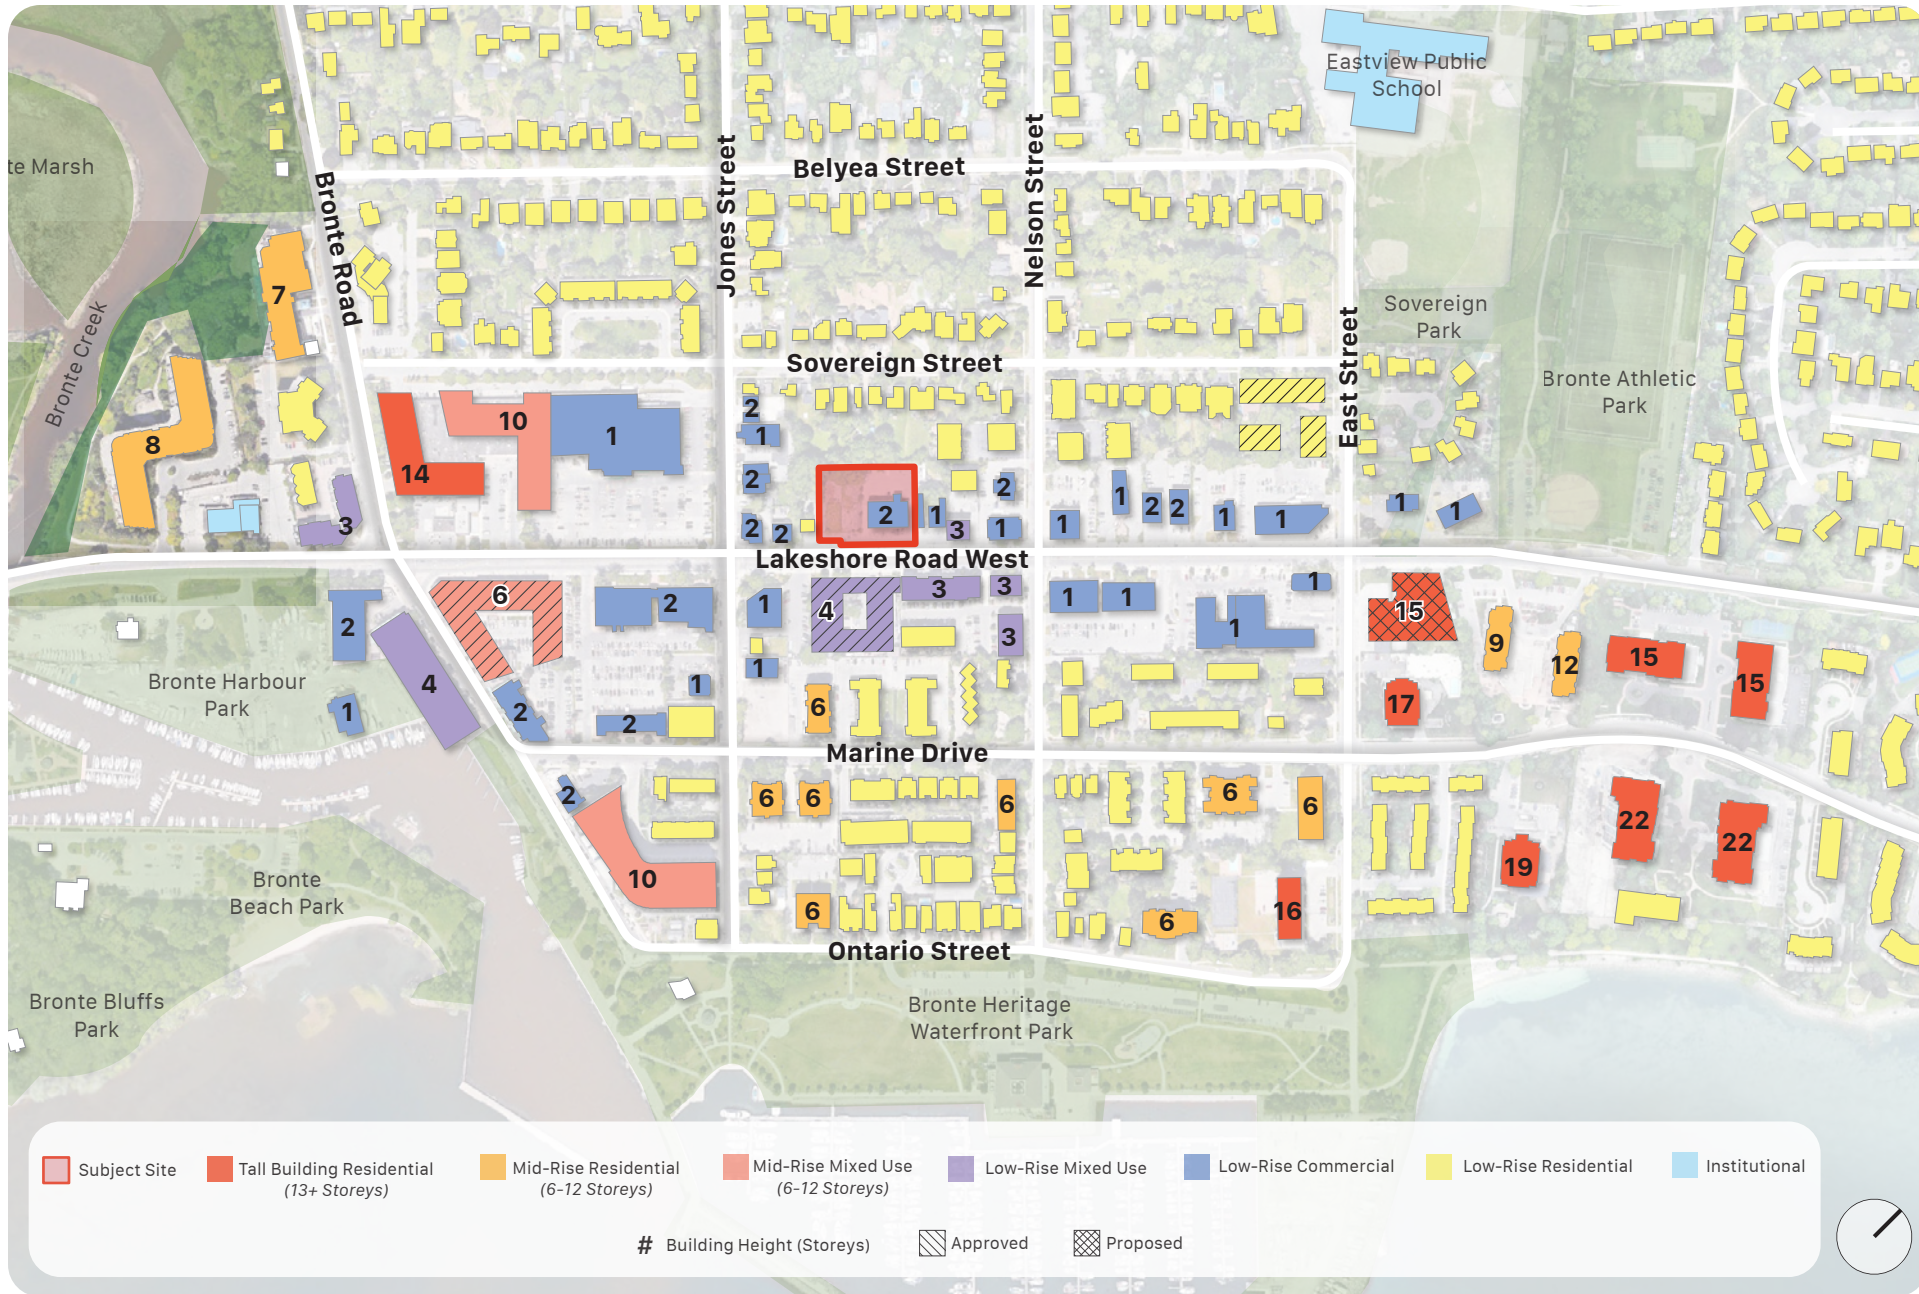 Eastview Public
School
te Marsh
Belyea Street
Bronte Road
Jones Street
Nelson Street
7
Sovereign
Park
Bronte Creek
Sovereign Street
East Street
Bronte Athletic
Park
8
14
10
1
2
1
2
2
2
2
1
3
2
1
3
1
1
2
2
1
1
1
1
Lakeshore Road West
2
4
1
6
2
2
1
2
1
1
4
3
3
3
1
1
1
1
15
9
12
15
15
17
6
Bronte Harbour
Park
Marine Drive
2
10
6
6
6
6
6
6
6
16
19
22
22
Bronte
Beach Park
Ontario Street
Bronte Bluffs
Park
Bronte Heritage
Waterfront Park
Subject Site
Tall Building Residential
(13+ Storeys)
Mid-Rise Residential
(6-12 Storeys)
Mid-Rise Mixed Use
(6-12 Storeys)
Low-Rise Mixed Use
Low-Rise Commercial
Low-Rise Residential
Institutional
# Building Height (Storeys)
Approved
Proposed